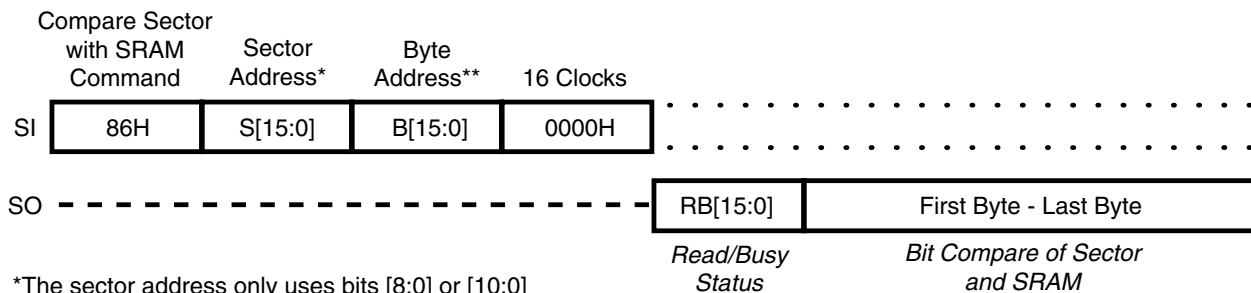 Compare Sector
with SRAM
Command
Sector
Address*
Byte
Address**
16 Clocks
SI
86H
S[15:0]
B[15:0]
0000H
SO
RB[15:0]
First Byte - Last Byte
Read/Busy
Status
Bit Compare of Sector
and SRAM
*The sector address only uses bits [8:0] or [10:0]